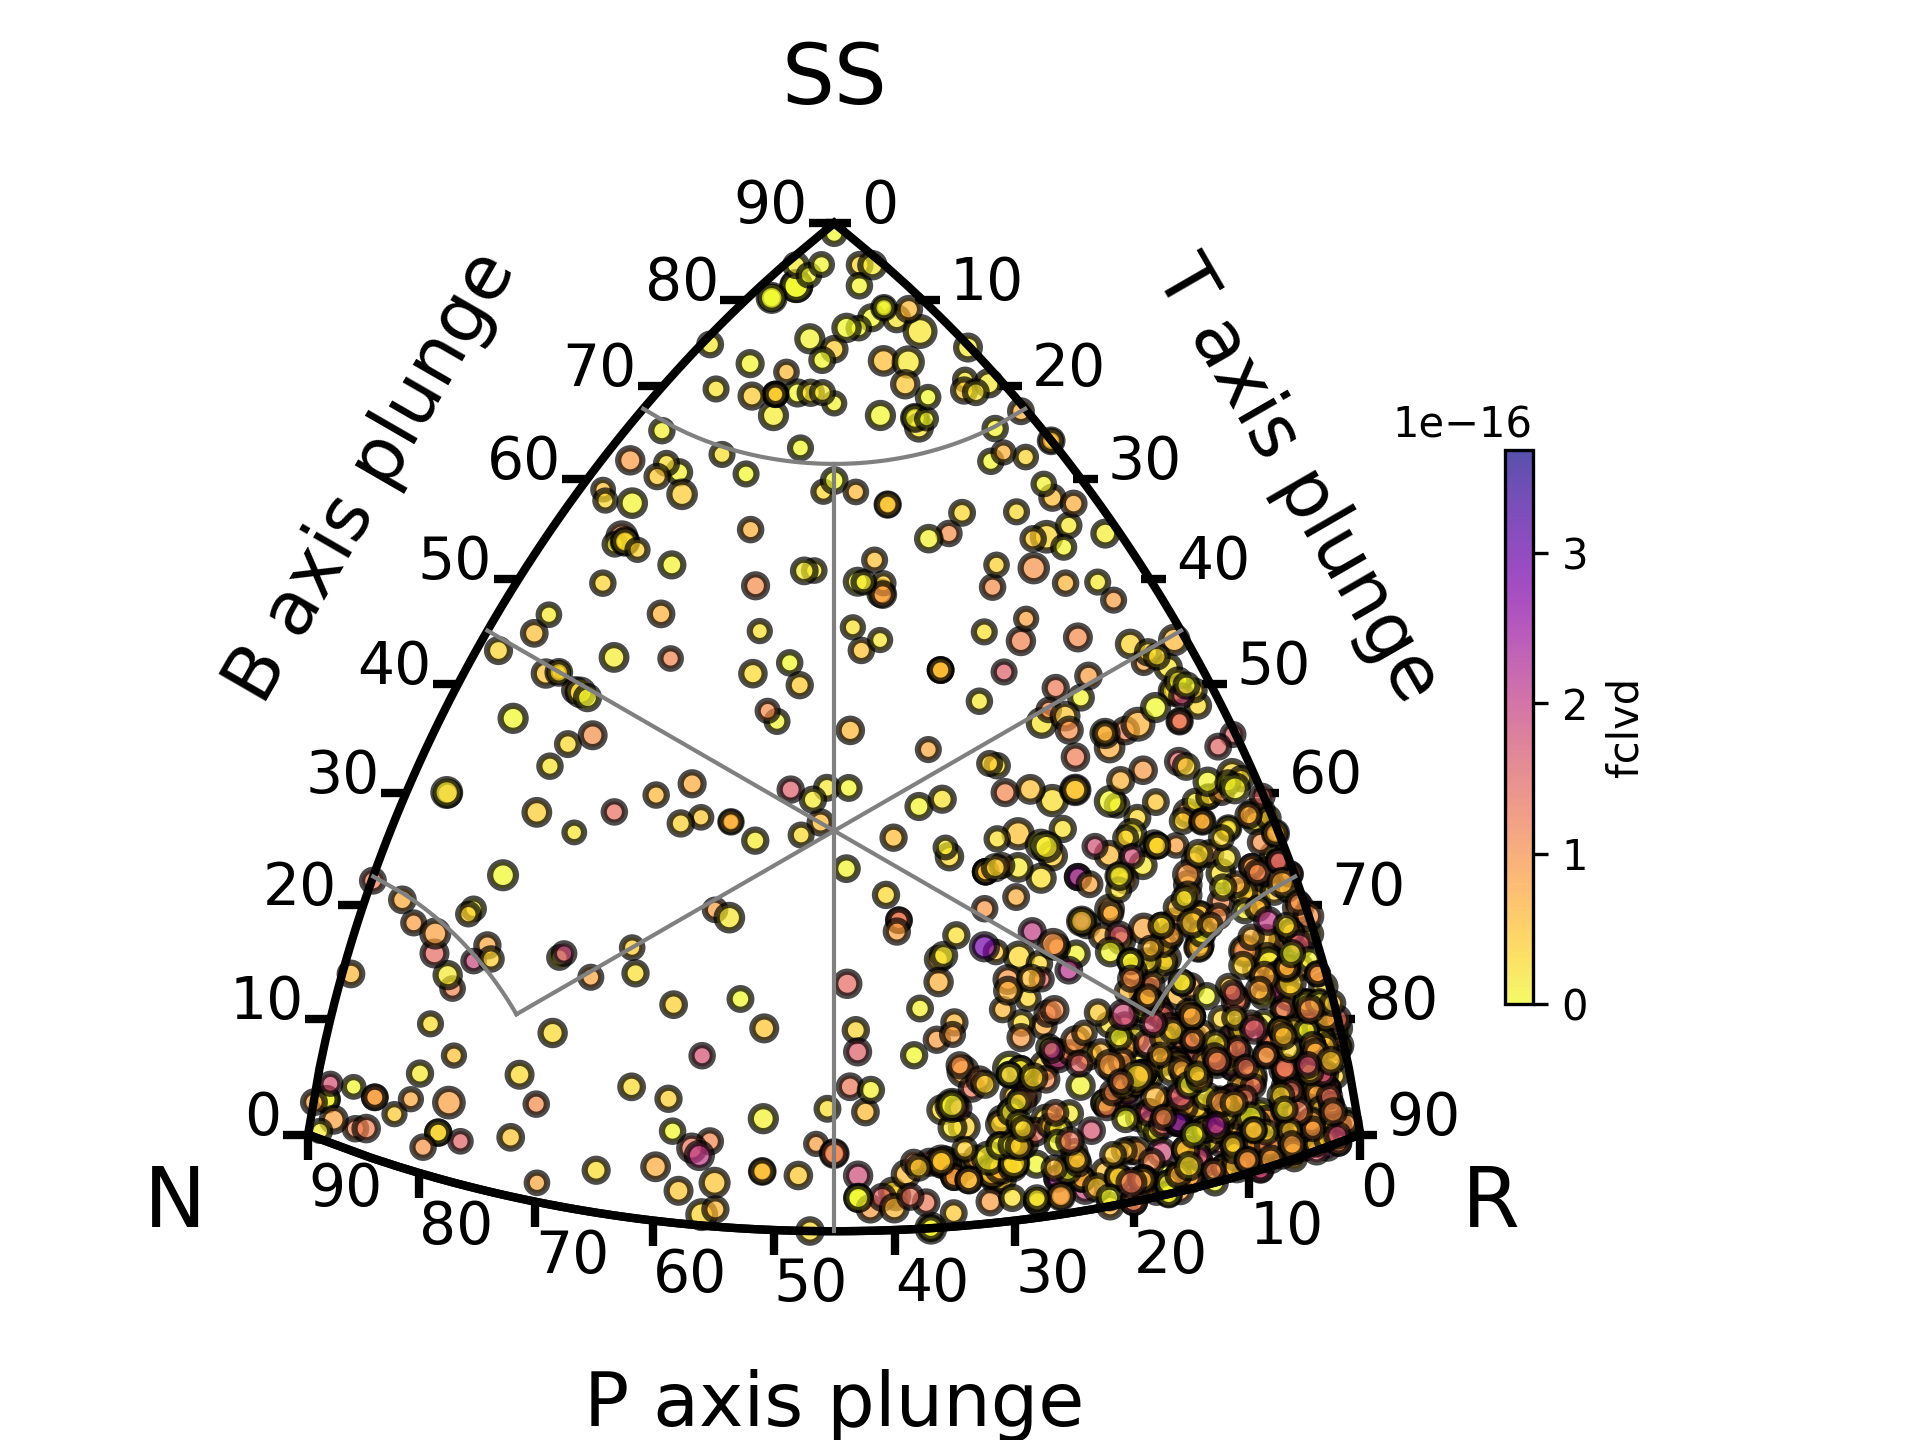 SS
90 0
80 10
70 20
60 30
50 40
40 50
30 60
20 70
10 80
0 90
B axis plunge
T axis plunge
N
R
90 80 70 60 50 40 30 20 10 0
P axis plunge
1e−16
3
2
1
0
fclvd